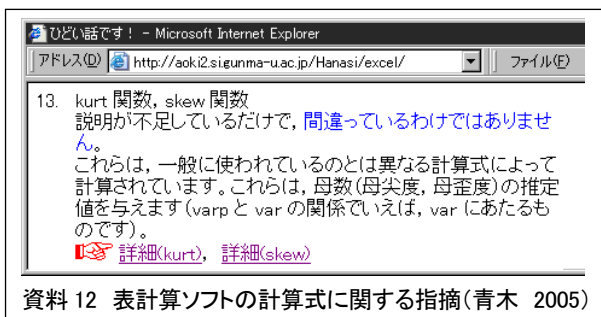 ひどい話です! - Microsoft Internet Explorer
アドレス(D) http://aoki2.si.gunma-u.ac.jp/Hanasi/excel/ ファイル(F)
13. kurt 関数, skew 関数
説明が不足しているだけで, 間違っているわけではありませ
ん。
これらは, 一般に使われているのとは異なる計算式によって
計算されています。これらは, 母数(母尖度, 母歪度)の推定
値を与えます(varp と var の関係でいえば, var にあたるも
のです)。
詳細(kurt), 詳細(skew)
資料 12 表計算ソフトの計算式に関する指摘(青木 2005)